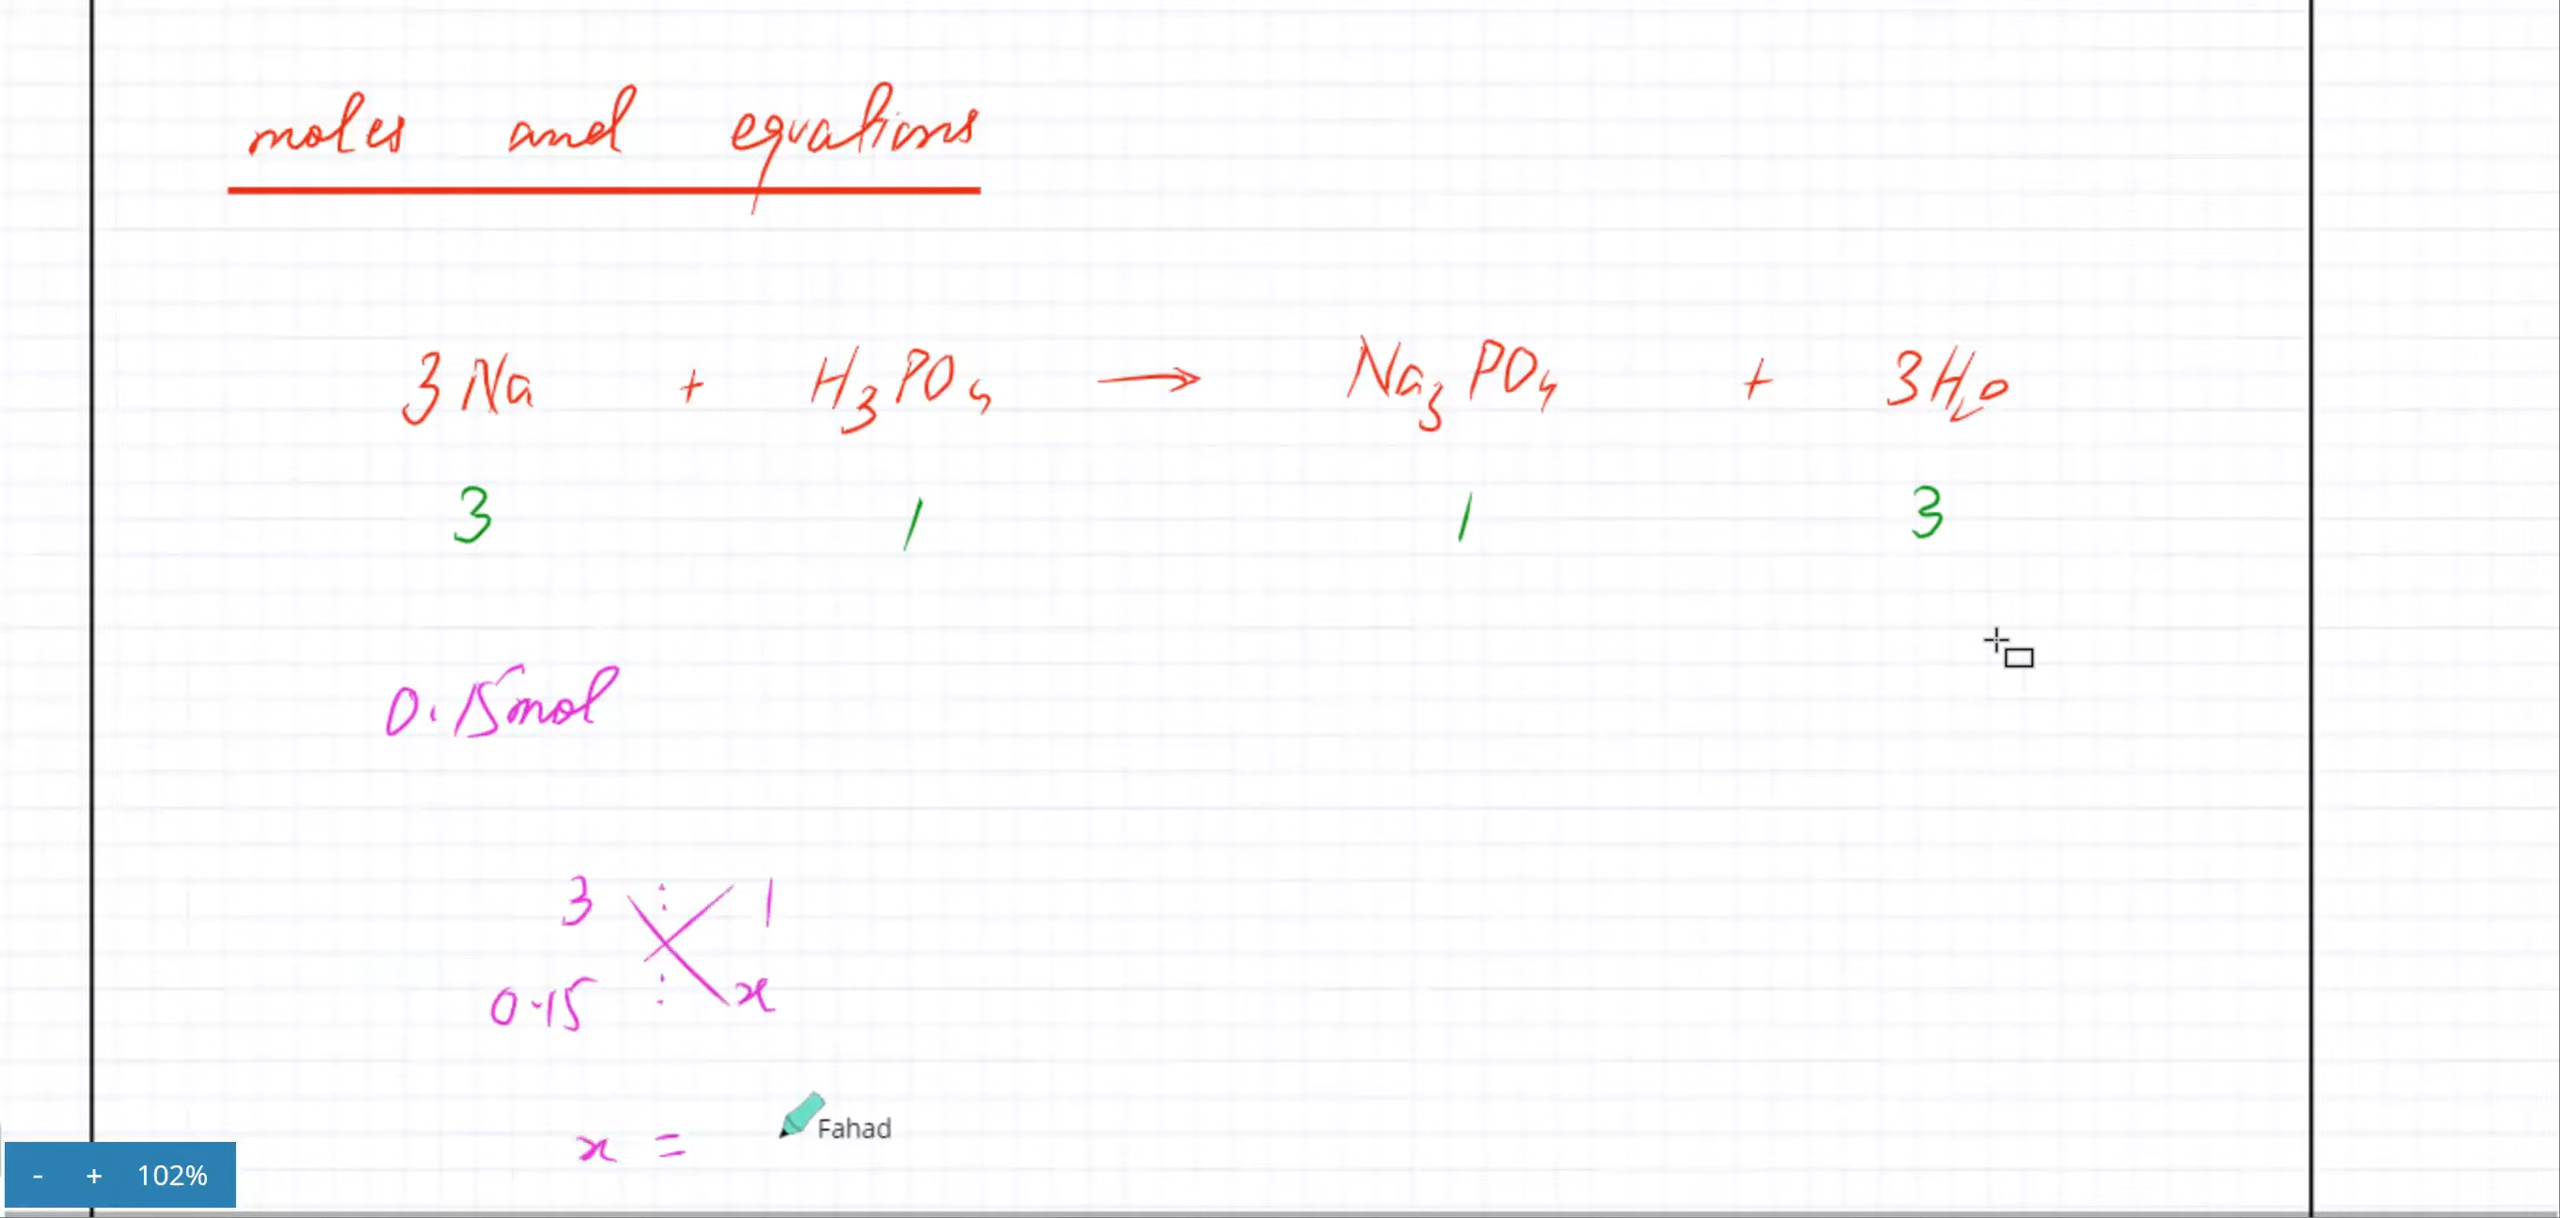 moles and equations
3Na + H₃PO₄ → Na₃PO₄ + 3H₂O
3 1 1 3
0.15mol
3 : 1
0.15 : x
x =
Fahad
- + 102%